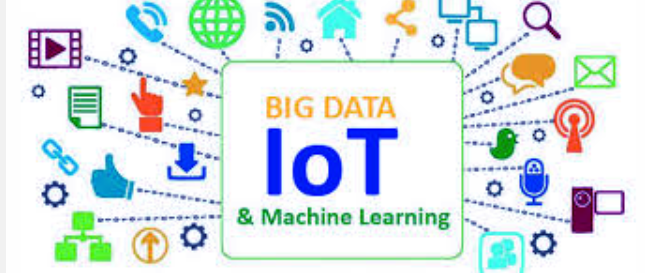 BIG DATA
IoT
& Machine Learning